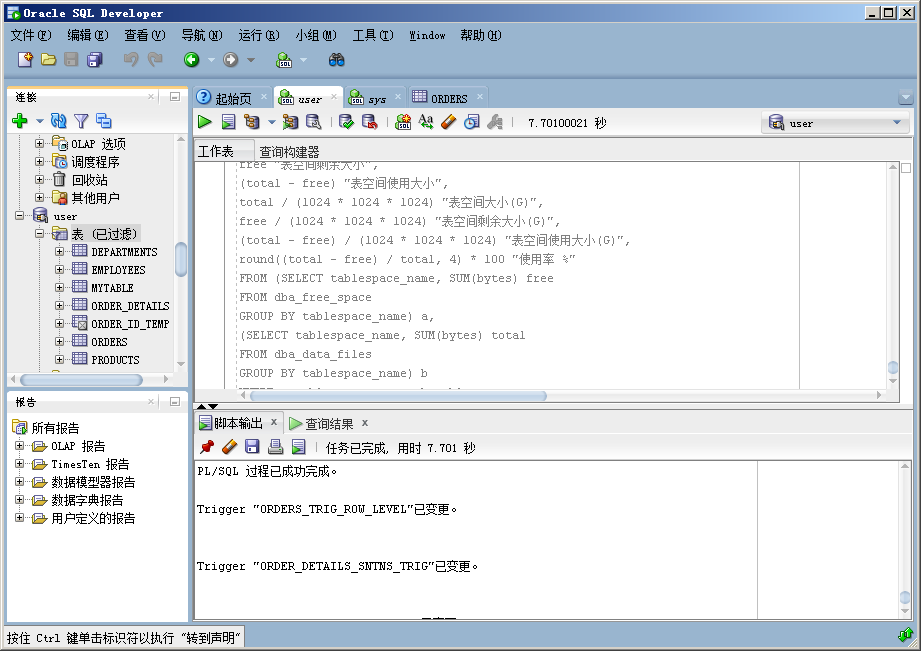 Oracle SQL Developer
文件(F) 编辑(E) 查看(V) 导航(N) 运行(R) 小组(M) 工具(T) Window 帮助(H)
连接
OLAP 选项
调度程序
回收站
其他用户
user
表 (已过滤)
DEPARTMENTS
EMPLOYEES
MYTABLE
ORDER_DETAILS
ORDER_ID_TEMP
ORDERS
PRODUCTS
报告
所有报告
OLAP 报告
TimesTen 报告
数据模型器报告
数据字典报告
用户定义的报告
起始页 user sys ORDERS
7.70100021 秒 user
工作表 查询构建器
free "表空间剩余大小",
(total - free) "表空间使用大小",
total / (1024 * 1024 * 1024) "表空间大小(G)",
free / (1024 * 1024 * 1024) "表空间剩余大小(G)",
(total - free) / (1024 * 1024 * 1024) "表空间使用大小(G)",
round((total - free) / total, 4) * 100 "使用率 %"
FROM (SELECT tablespace_name, SUM(bytes) free
FROM dba_free_space
GROUP BY tablespace_name) a,
(SELECT tablespace_name, SUM(bytes) total
FROM dba_data_files
GROUP BY tablespace_name) b
脚本输出 x 查询结果 x
任务已完成, 用时 7.701 秒
PL/SQL 过程已成功完成。
Trigger "ORDERS_TRIG_ROW_LEVEL"已变更。
Trigger "ORDER_DETAILS_SNTNS_TRIG"已变更。
按住 Ctrl 键单击标识符以执行 "转到声明"